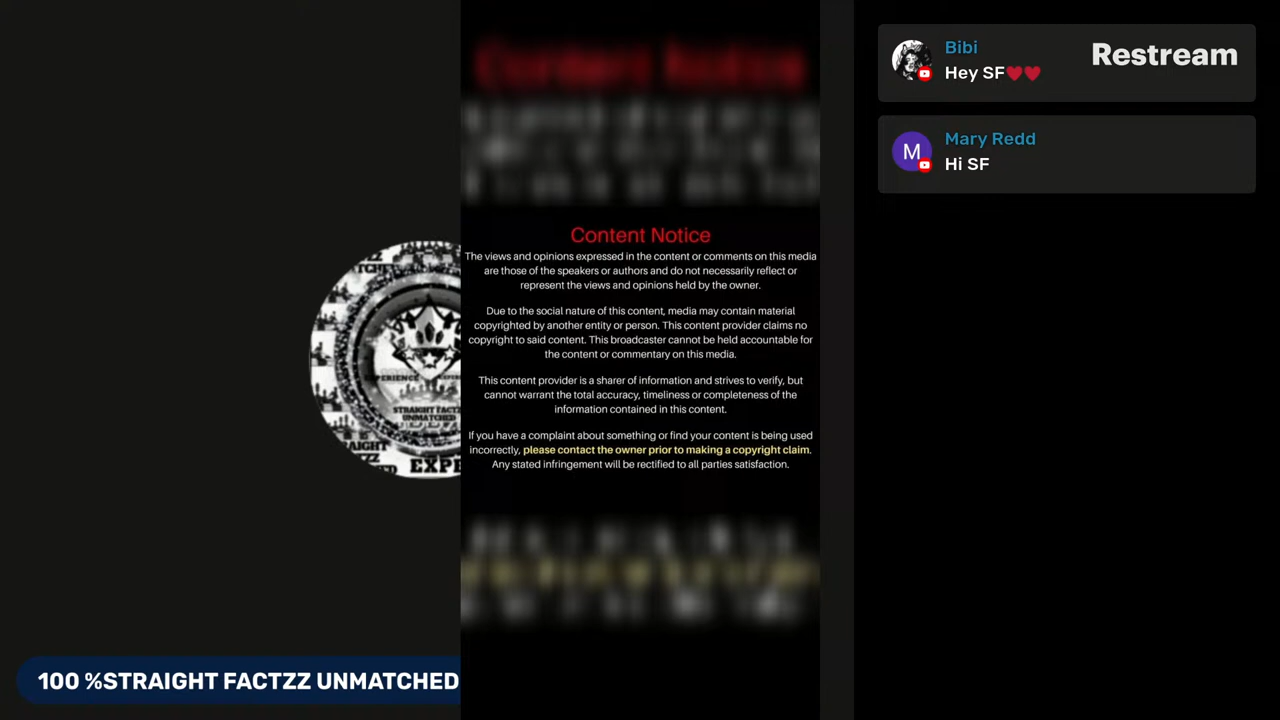 Bibi
Restream
Hey SF❤️❤️
M
Mary Redd
Hi SF
Content Notice
The views and opinions expressed in the content or comments on this media
are those of the speakers or authors and do not necessarily reflect or
represent the views and opinions held by the owner.
Due to the social nature of this content, media may contain material
copyrighted by another entity or person. This content provider claims no
copyright to said content. This broadcaster cannot be held accountable for
the content or commentary on this media.
This content provider is a sharer of information and strives to verify, but
cannot warrant the total accuracy, timeliness or completeness of the
information contained in this content.
If you have a complaint about something or find your content is being used
incorrectly, please contact the owner prior to making a copyright claim.
Any stated infringement will be rectified to all parties satisfaction.
EXPERIENCE
STRAIGHT FACTZ
UNMATCHED
100 %STRAIGHT FACTZZ UNMATCHED